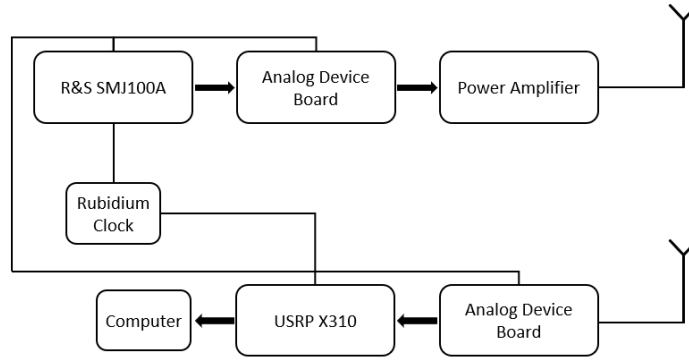 R&S SMJ100A
Analog Device
Board
Power Amplifier
Rubidium
Clock
Computer
USRP X310
Analog Device
Board